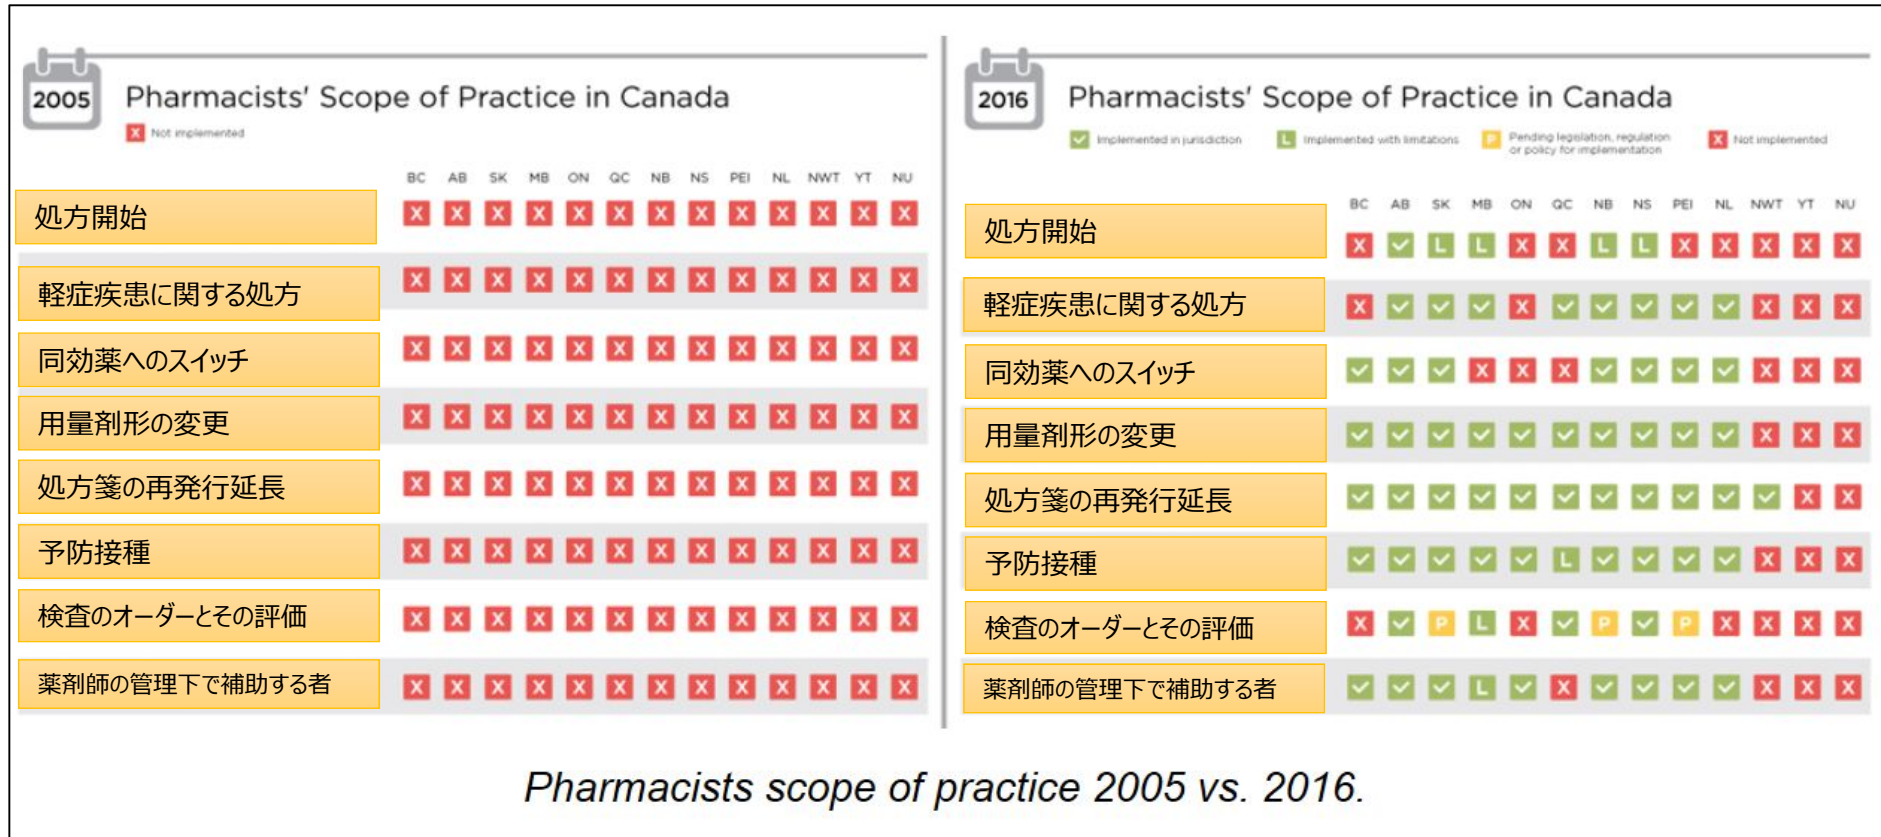 2005
Pharmacists' Scope of Practice in Canada
X Not implemented
BC AB SK MB ON QC NB NS PEI NL NWT YT NU
処方開始 X X X X X X X X X X X X X
軽症疾患に関する処方 X X X X X X X X X X X X X
同効薬へのスイッチ X X X X X X X X X X X X X
用量剤形の変更 X X X X X X X X X X X X X
処方箋の再発行延長 X X X X X X X X X X X X X
予防接種 X X X X X X X X X X X X X
検査のオーダーとその評価 X X X X X X X X X X X X X
薬剤師の管理下で補助する者 X X X X X X X X X X X X X
2016
Pharmacists' Scope of Practice in Canada
✓ Implemented in jurisdiction L Implemented with limitations P Pending legislation, regulation
or policy for implementation X Not implemented
BC AB SK MB ON QC NB NS PEI NL NWT YT NU
処方開始 X ✓ L L X X L L X X X X X
軽症疾患に関する処方 X ✓ ✓ ✓ X ✓ ✓ ✓ ✓ ✓ X X X
同効薬へのスイッチ ✓ ✓ ✓ X X X ✓ ✓ ✓ ✓ X X X
用量剤形の変更 ✓ ✓ ✓ ✓ ✓ ✓ ✓ ✓ ✓ ✓ X X X
処方箋の再発行延長 ✓ ✓ ✓ ✓ ✓ ✓ ✓ ✓ ✓ ✓ ✓ X X
予防接種 ✓ ✓ ✓ ✓ ✓ L ✓ ✓ ✓ ✓ X X X
検査のオーダーとその評価 X ✓ P L X ✓ P ✓ P X X X X
薬剤師の管理下で補助する者 ✓ ✓ ✓ L ✓ X ✓ ✓ ✓ ✓ X X X
Pharmacists scope of practice 2005 vs. 2016.